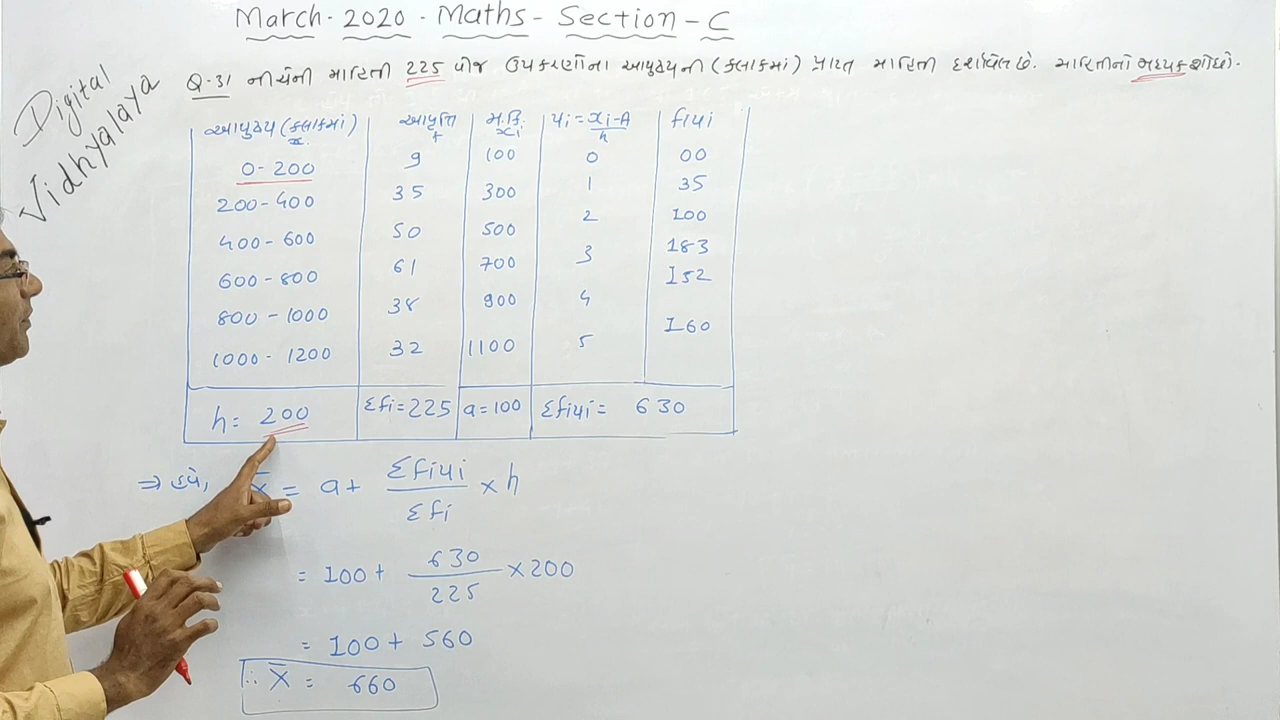 March - 2020 - Maths - Section - C
Digital
Vidhyalaya
Q-31 નીચેની માહિતી 225 વીજ ઉપકરણોના આયુષ્યની (કલાકમાં) પ્રાપ્ત માહિતી દર્શાવેલ છે. માહિતીનો મધ્યક શોધો.
આયુષ્ય (કલાકમાં) આવૃત્તિ f મ.કિ. xi ui = xi-A/h fiui
0-200 9 100 0 00
200-400 35 300 1 35
400-600 50 500 2 100
600-800 61 700 3 183
800-1000 38 900 4 152
1000-1200 32 1100 5 160
h = 200 Σfi = 225 a = 100 Σfiui = 630
⇒ હવે, x̄ = a + Σfiui/Σfi × h
= 100 + 630/225 × 200
= 100 + 560
∴ x̄ = 660